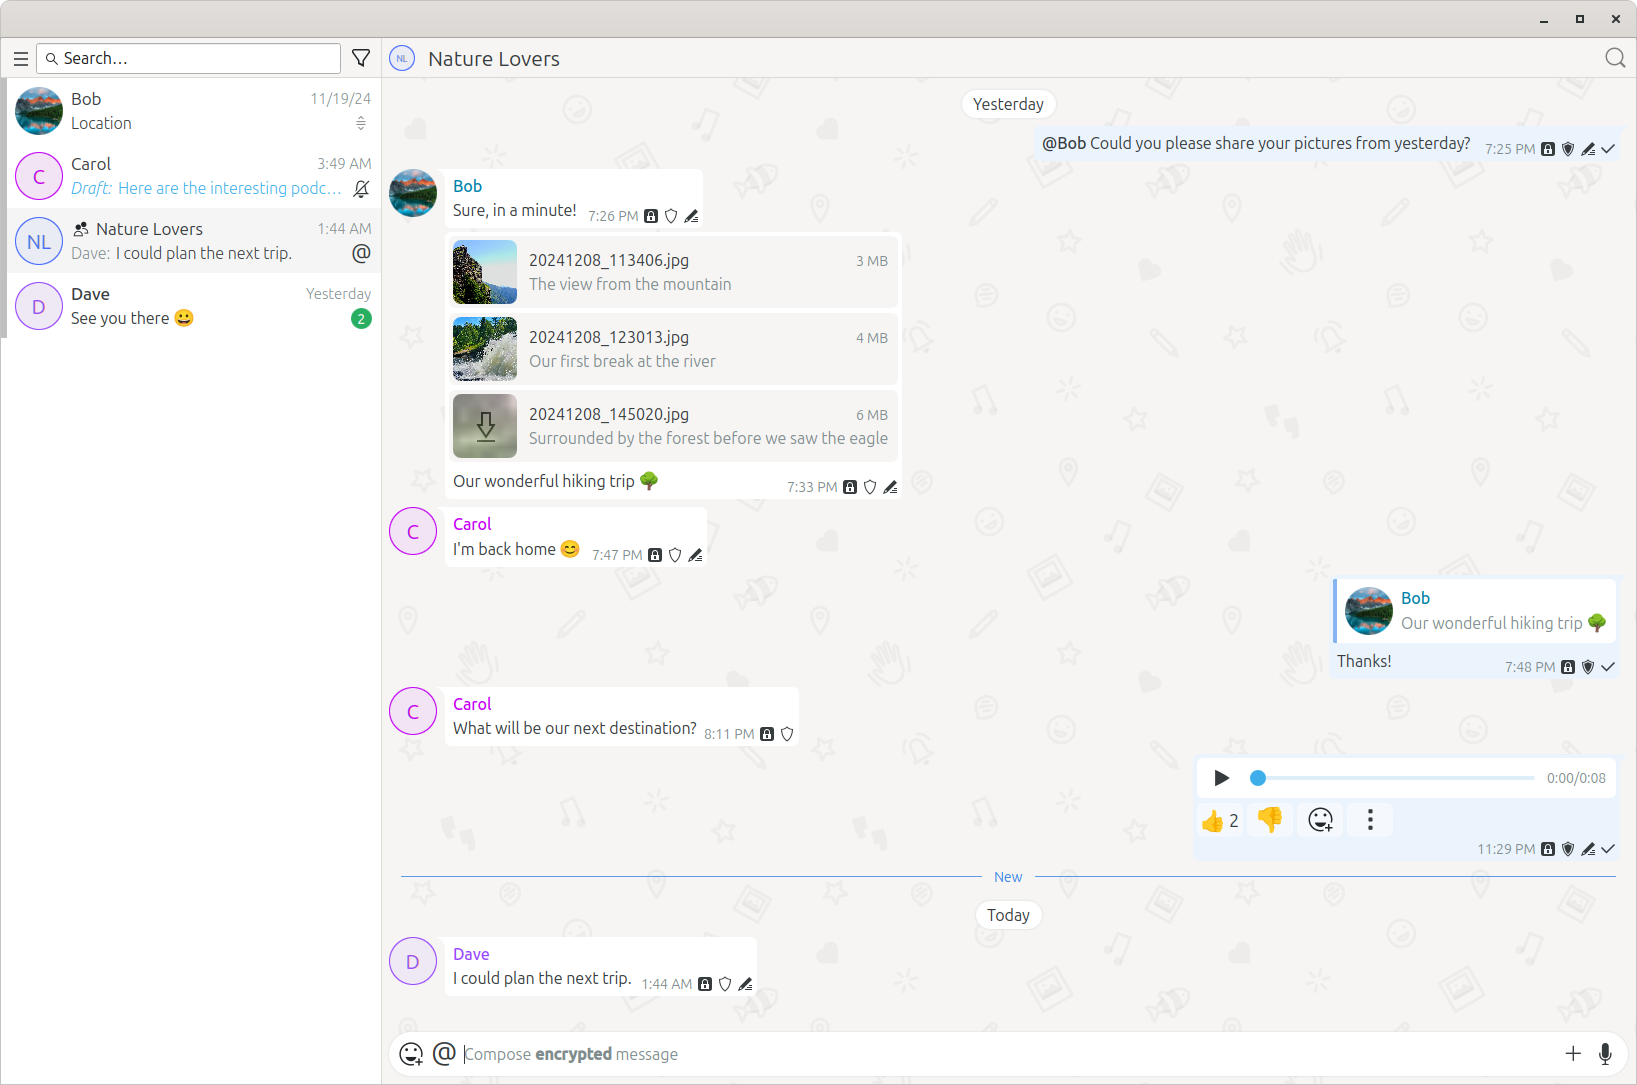 Search…
Bob 11/19/24
Location
C
Carol 3:49 AM
Draft: Here are the interesting podc…
NL
Nature Lovers 1:44 AM
Dave: I could plan the next trip. @
D
Dave Yesterday
See you there 😀 2
NL Nature Lovers
Yesterday
@Bob Could you please share your pictures from yesterday? 7:25 PM
Bob
Sure, in a minute! 7:26 PM
20241208_113406.jpg 3 MB
The view from the mountain
20241208_123013.jpg 4 MB
Our first break at the river
20241208_145020.jpg 6 MB
Surrounded by the forest before we saw the eagle
Our wonderful hiking trip 🌳 7:33 PM
C
Carol
I'm back home 😊 7:47 PM
Bob
Our wonderful hiking trip 🌳
Thanks! 7:48 PM
C
Carol
What will be our next destination? 8:11 PM
0:00/0:08
👍 2 👎
11:29 PM
New
Today
D
Dave
I could plan the next trip. 1:44 AM
@ Compose encrypted message